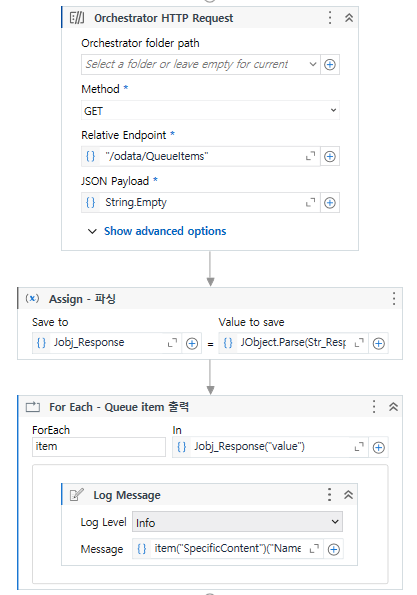 Orchestrator HTTP Request
Orchestrator folder path
Select a folder or leave empty for current
Method *
GET
Relative Endpoint *
"/odata/QueueItems"
JSON Payload *
String.Empty
Show advanced options
Assign - 파싱
Save to Value to save
Jobj_Response = JObject.Parse(Str_Resp
For Each - Queue item 출력
ForEach In
item Jobj_Response("value")
Log Message
Log Level Info
Message item("SpecificContent")("Name